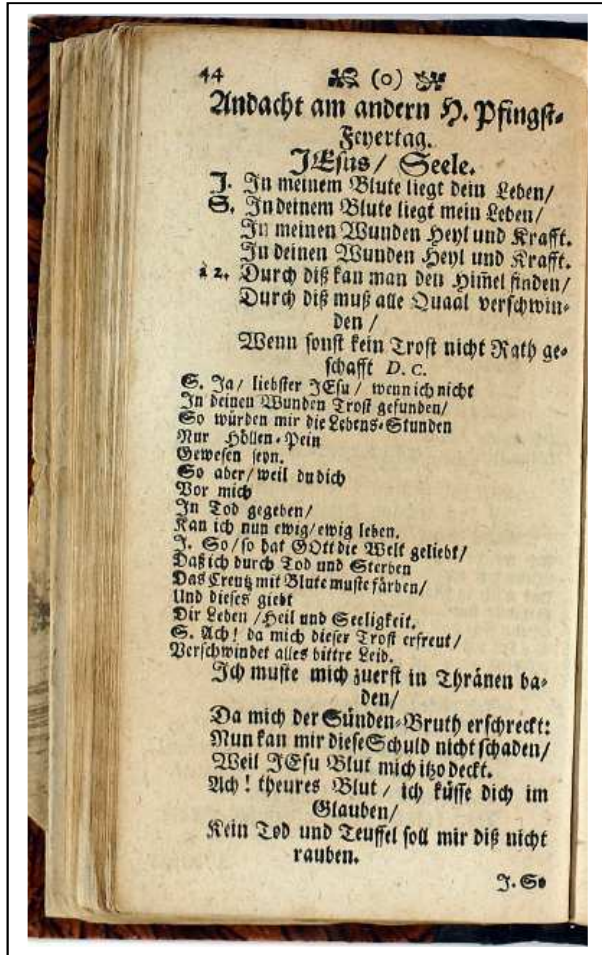 44 (o)
Andacht am andern H. Pfingst-
Feyertag.
JEsus/ Seele.
J. In meinem Blute liegt dein Leben/
S. In deinem Blute liegt mein Leben/
In meinen Wunden Heyl und Krafft.
In deinen Wunden Heyl und Krafft.
à 2. Durch diß kan man den Him̃el finden/
Durch diß muß alle Quaal verschwin-
den /
Wenn sonst kein Trost nicht Rath ge-
schafft D. C.
S. Ja/ liebster JEsu / wenn ich nicht
In deinen Wunden Trost gefunden/
So würden mir die Lebens-Stunden
Nur Höllen-Pein
Gewesen seyn.
So aber/ weil du dich
Vor mich
In Tod gegeben/
Kan ich nun ewig/ ewig leben.
J. So/ so hat GOtt die Welt geliebt/
Daß ich durch Tod und Sterben
Das Creutz mit Blute muste färben/
Und dieses giebt
Dir Leben /Heil und Seeligkeit.
S. Ach! da mich dieser Trost erfreut/
Verschwindet alles bittre Leid.
Ich muste mich zuerst in Thränen ba-
den/
Da mich der Sünden-Bruth erschreckt:
Nun kan mir diese Schuld nicht schaden/
Weil JEsu Blut mich itzo deckt.
Ach! theures Blut / ich küsse dich im
Glauben/
Kein Tod und Teuffel soll mir diß nicht
rauben.
J. So